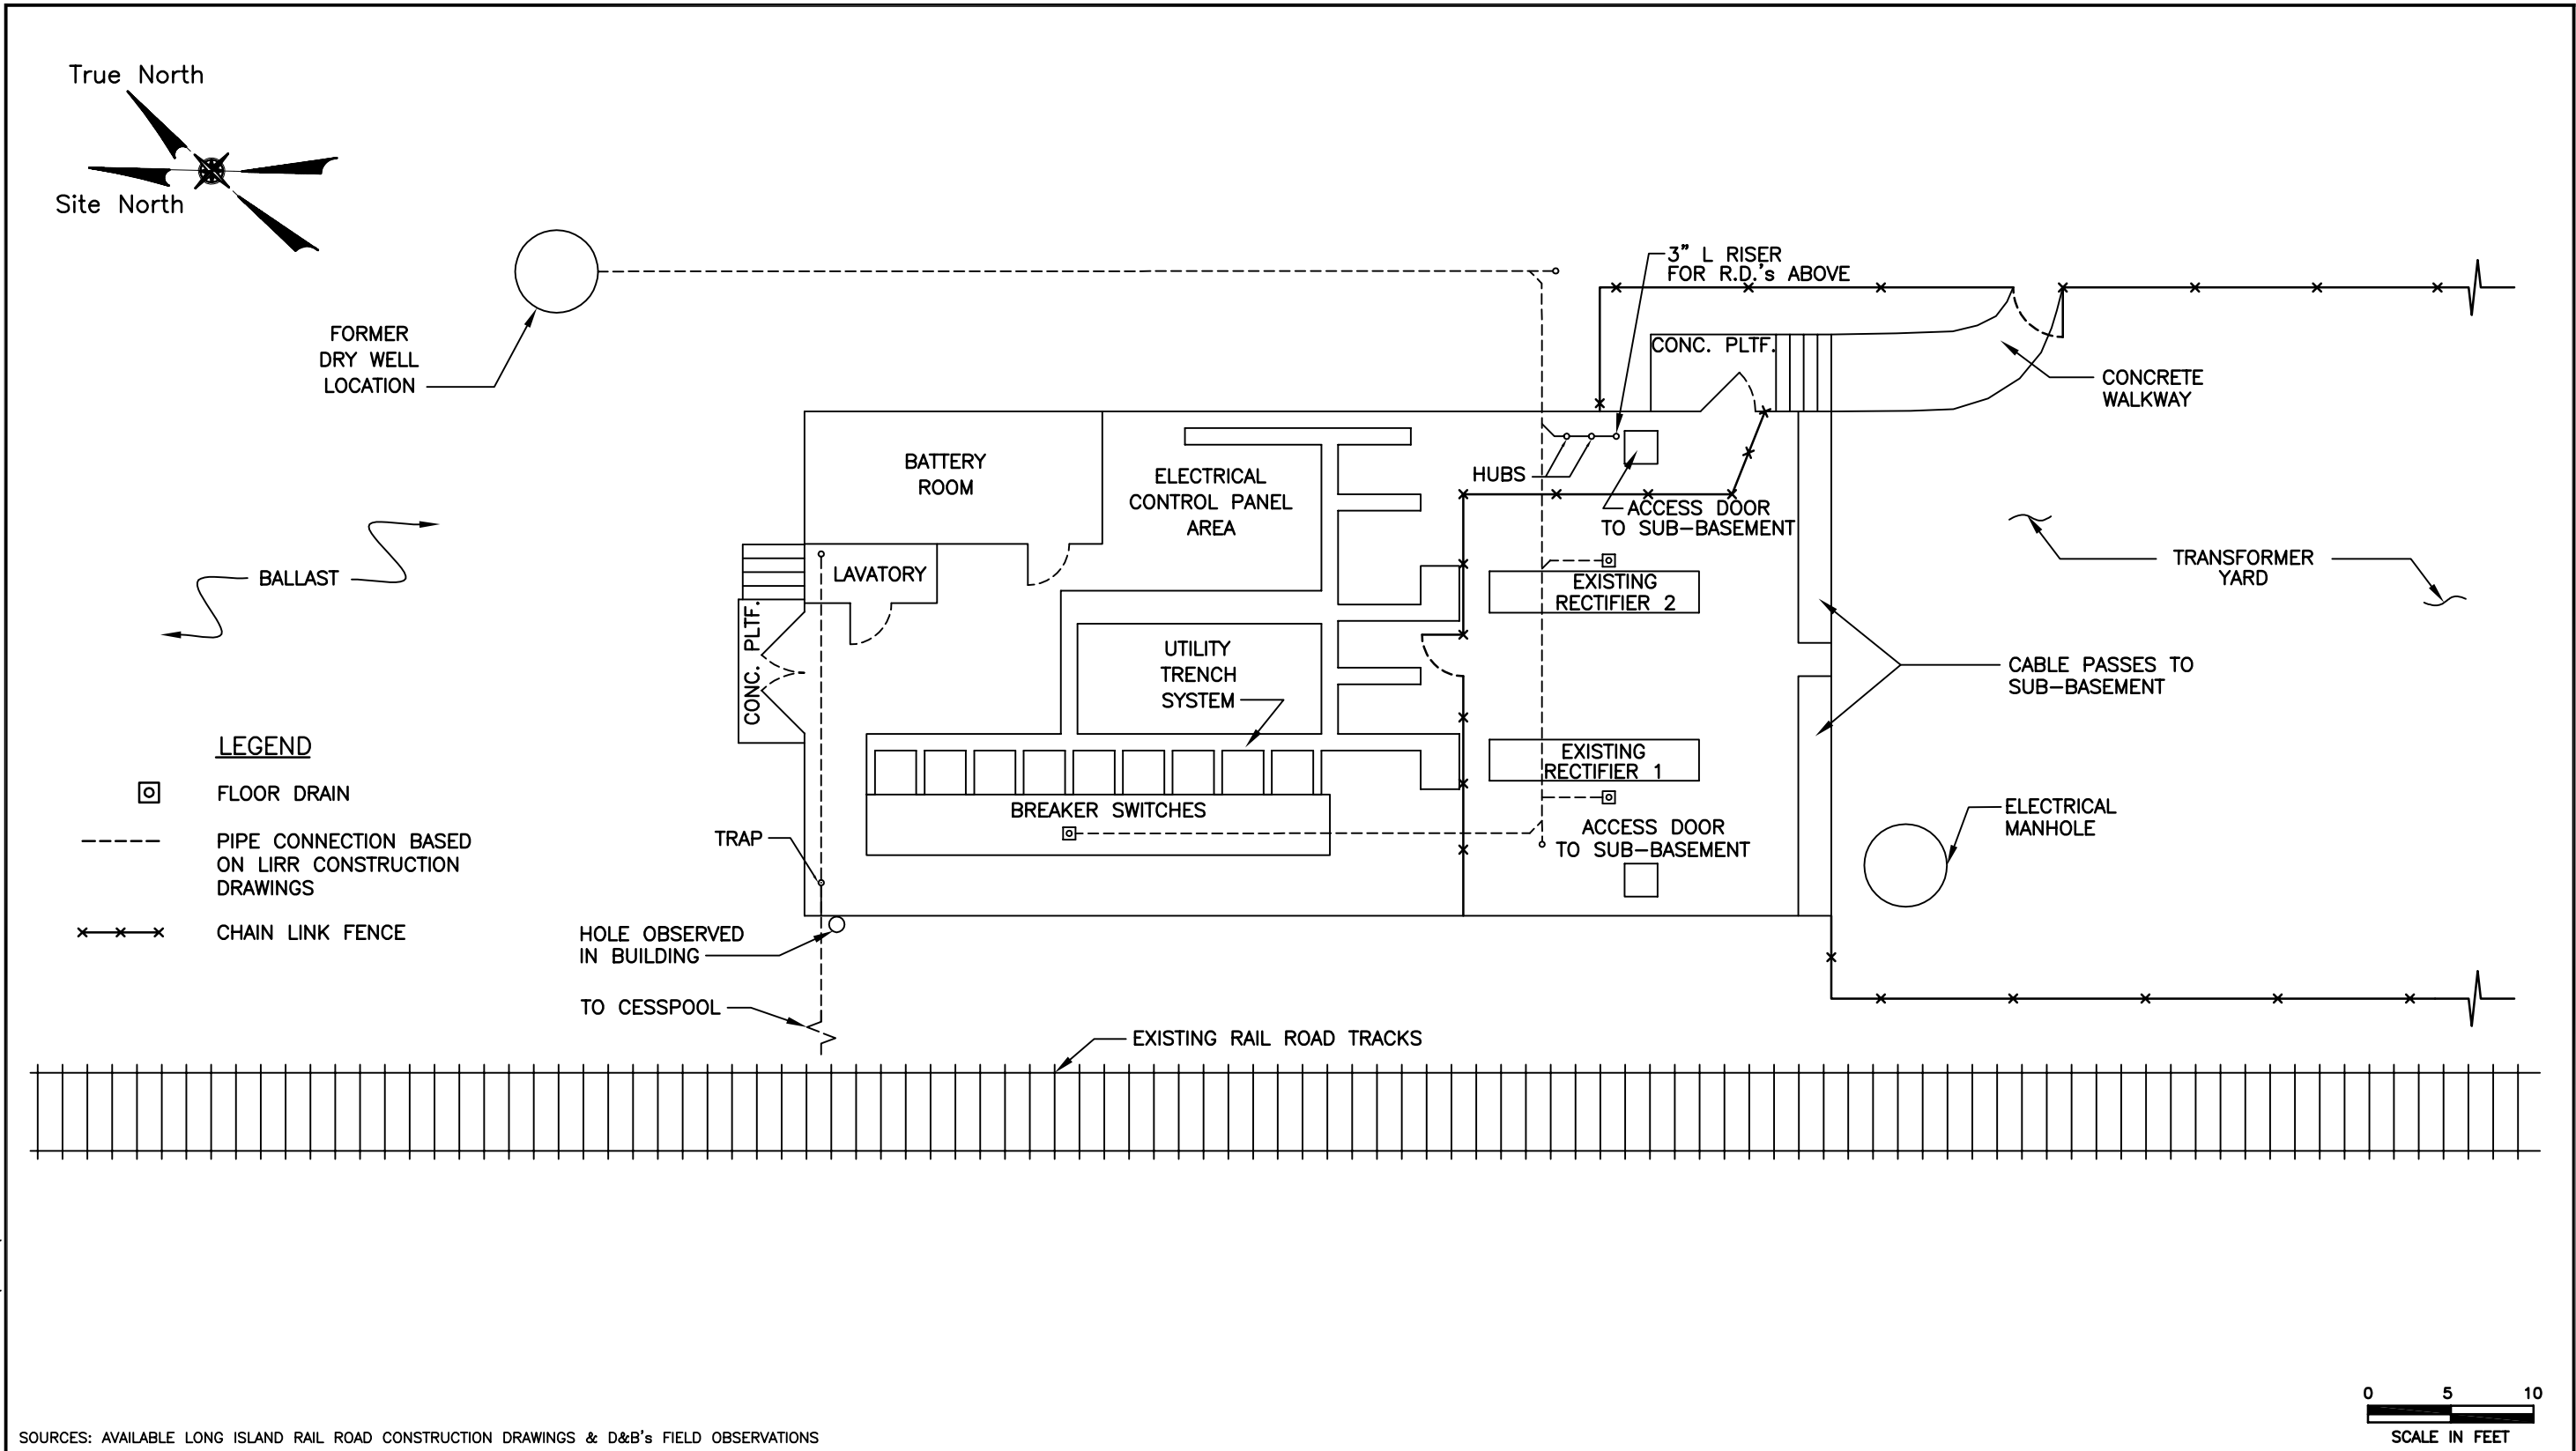 True North
Site North
3" L RISER
FOR R.D.'s ABOVE
FORMER
DRY WELL
LOCATION
CONC. PLTF.
CONCRETE
WALKWAY
BATTERY
ROOM
ELECTRICAL
CONTROL PANEL
AREA
HUBS
ACCESS DOOR
TO SUB-BASEMENT
BALLAST
LAVATORY
EXISTING
RECTIFIER 2
TRANSFORMER
YARD
CONC. PLTF.
UTILITY
TRENCH
SYSTEM
CABLE PASSES TO
SUB-BASEMENT
LEGEND
FLOOR DRAIN
PIPE CONNECTION BASED
ON LIRR CONSTRUCTION
DRAWINGS
CHAIN LINK FENCE
EXISTING
RECTIFIER 1
BREAKER SWITCHES
TRAP
ACCESS DOOR
TO SUB-BASEMENT
ELECTRICAL
MANHOLE
HOLE OBSERVED
IN BUILDING
TO CESSPOOL
EXISTING RAIL ROAD TRACKS
0 5 10
SCALE IN FEET
SOURCES: AVAILABLE LONG ISLAND RAIL ROAD CONSTRUCTION DRAWINGS & D&B's FIELD OBSERVATIONS